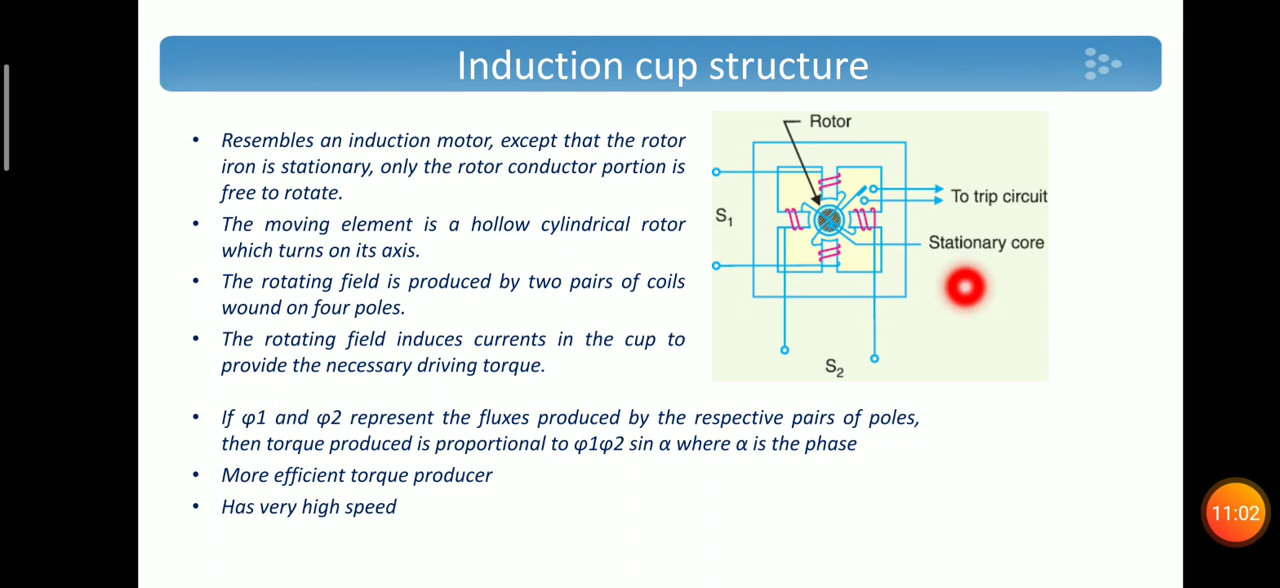 Induction cup structure
• Resembles an induction motor, except that the rotor
iron is stationary, only the rotor conductor portion is
free to rotate.
• The moving element is a hollow cylindrical rotor
which turns on its axis.
• The rotating field is produced by two pairs of coils
wound on four poles.
• The rotating field induces currents in the cup to
provide the necessary driving torque.
• If φ1 and φ2 represent the fluxes produced by the respective pairs of poles,
then torque produced is proportional to φ1φ2 sin α where α is the phase
• More efficient torque producer
• Has very high speed
Rotor
To trip circuit
S₁
Stationary core
S₂
11:02